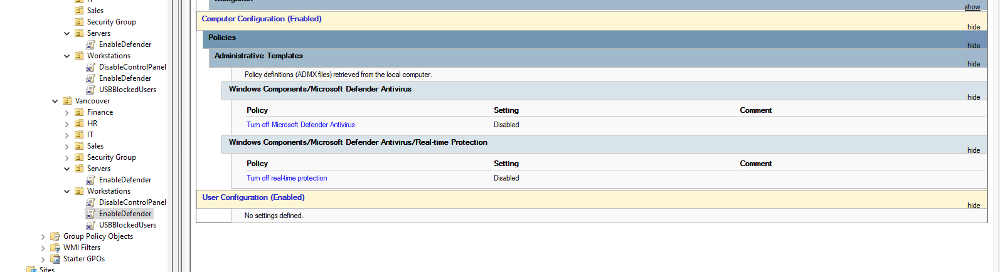 IT
Sales
Security Group
Servers
EnableDefender
Workstations
DisableControlPanel
EnableDefender
USBBlockedUsers
Vancouver
Finance
HR
IT
Sales
Security Group
Servers
EnableDefender
Workstations
DisableControlPanel
EnableDefender
USBBlockedUsers
Group Policy Objects
WMI Filters
Starter GPOs
Sites
Delegation
show
Computer Configuration (Enabled)
hide
Policies
hide
Administrative Templates
hide
Policy definitions (ADMX files) retrieved from the local computer.
Windows Components/Microsoft Defender Antivirus
hide
Policy Setting Comment
Turn off Microsoft Defender Antivirus Disabled
Windows Components/Microsoft Defender Antivirus/Real-time Protection
hide
Policy Setting Comment
Turn off real-time protection Disabled
User Configuration (Enabled)
hide
No settings defined.